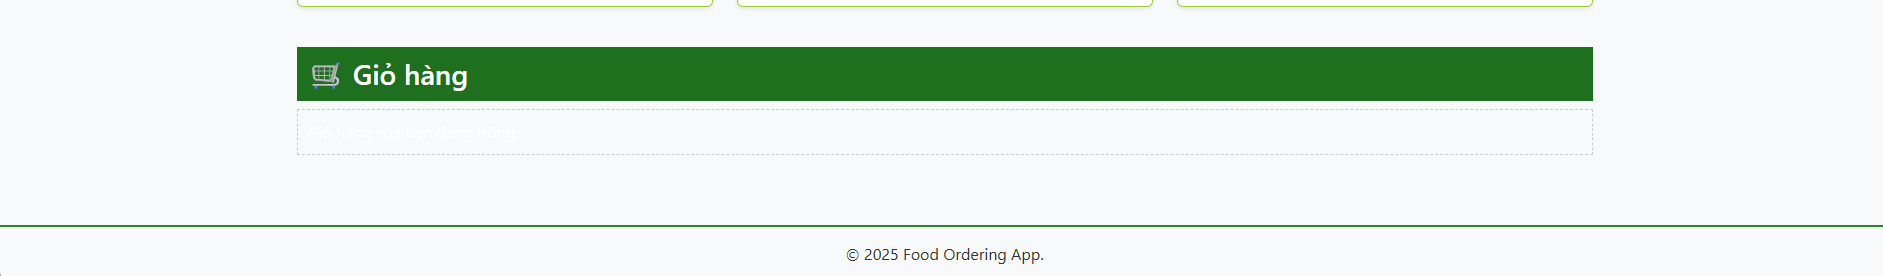 Giỏ hàng
Giỏ hàng của bạn đang trống.
© 2025 Food Ordering App.